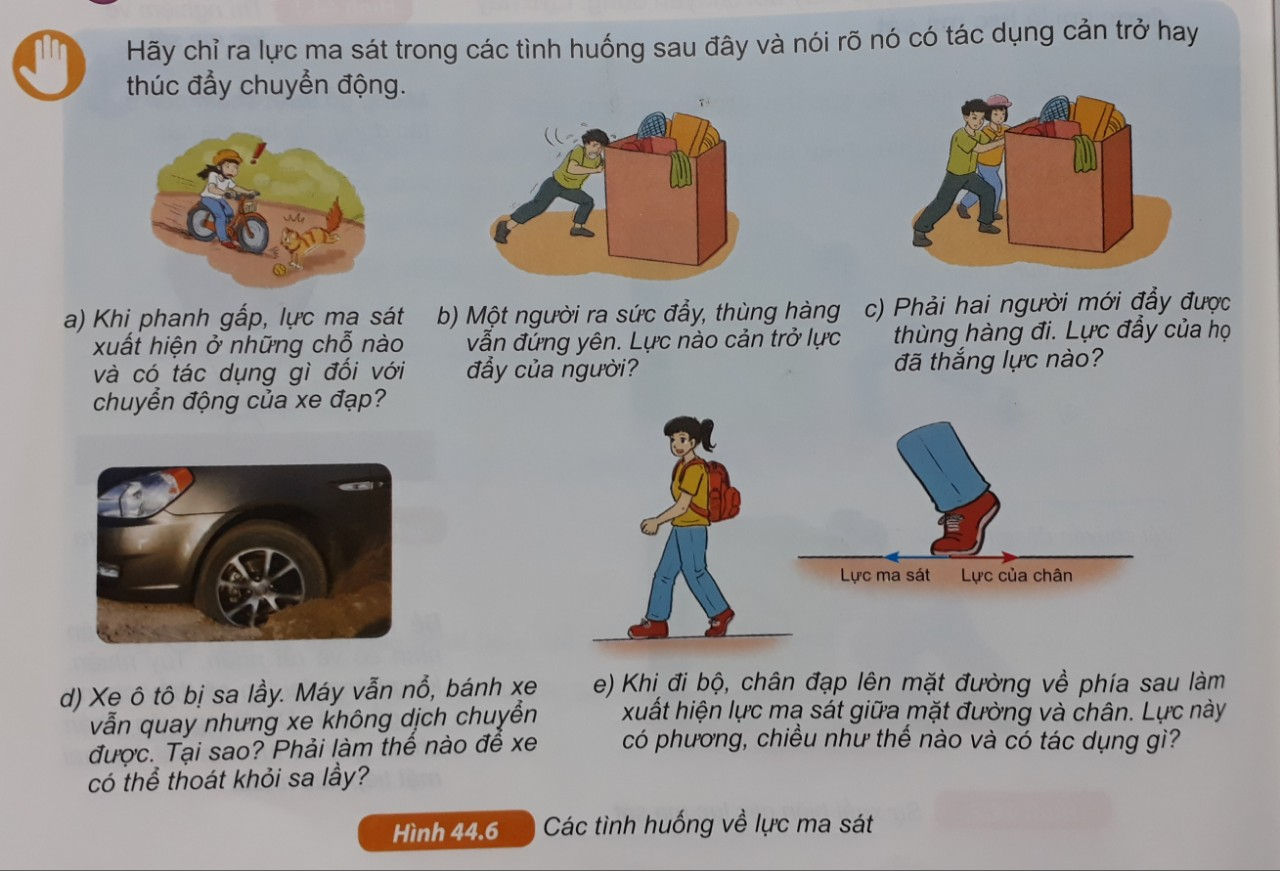 Hãy chỉ ra lực ma sát trong các tình huống sau đây và nói rõ nó có tác dụng cản trở hay
thúc đẩy chuyển động.
a) Khi phanh gấp, lực ma sát
xuất hiện ở những chỗ nào
và có tác dụng gì đối với
chuyển động của xe đạp?
b) Một người ra sức đẩy, thùng hàng
vẫn đứng yên. Lực nào cản trở lực
đẩy của người?
c) Phải hai người mới đẩy được
thùng hàng đi. Lực đẩy của họ
đã thắng lực nào?
Lực ma sát
Lực của chân
d) Xe ô tô bị sa lầy. Máy vẫn nổ, bánh xe
vẫn quay nhưng xe không dịch chuyển
được. Tại sao? Phải làm thế nào để xe
có thể thoát khỏi sa lầy?
e) Khi đi bộ, chân đạp lên mặt đường về phía sau làm
xuất hiện lực ma sát giữa mặt đường và chân. Lực này
có phương, chiều như thế nào và có tác dụng gì?
Hình 44.6 Các tình huống về lực ma sát